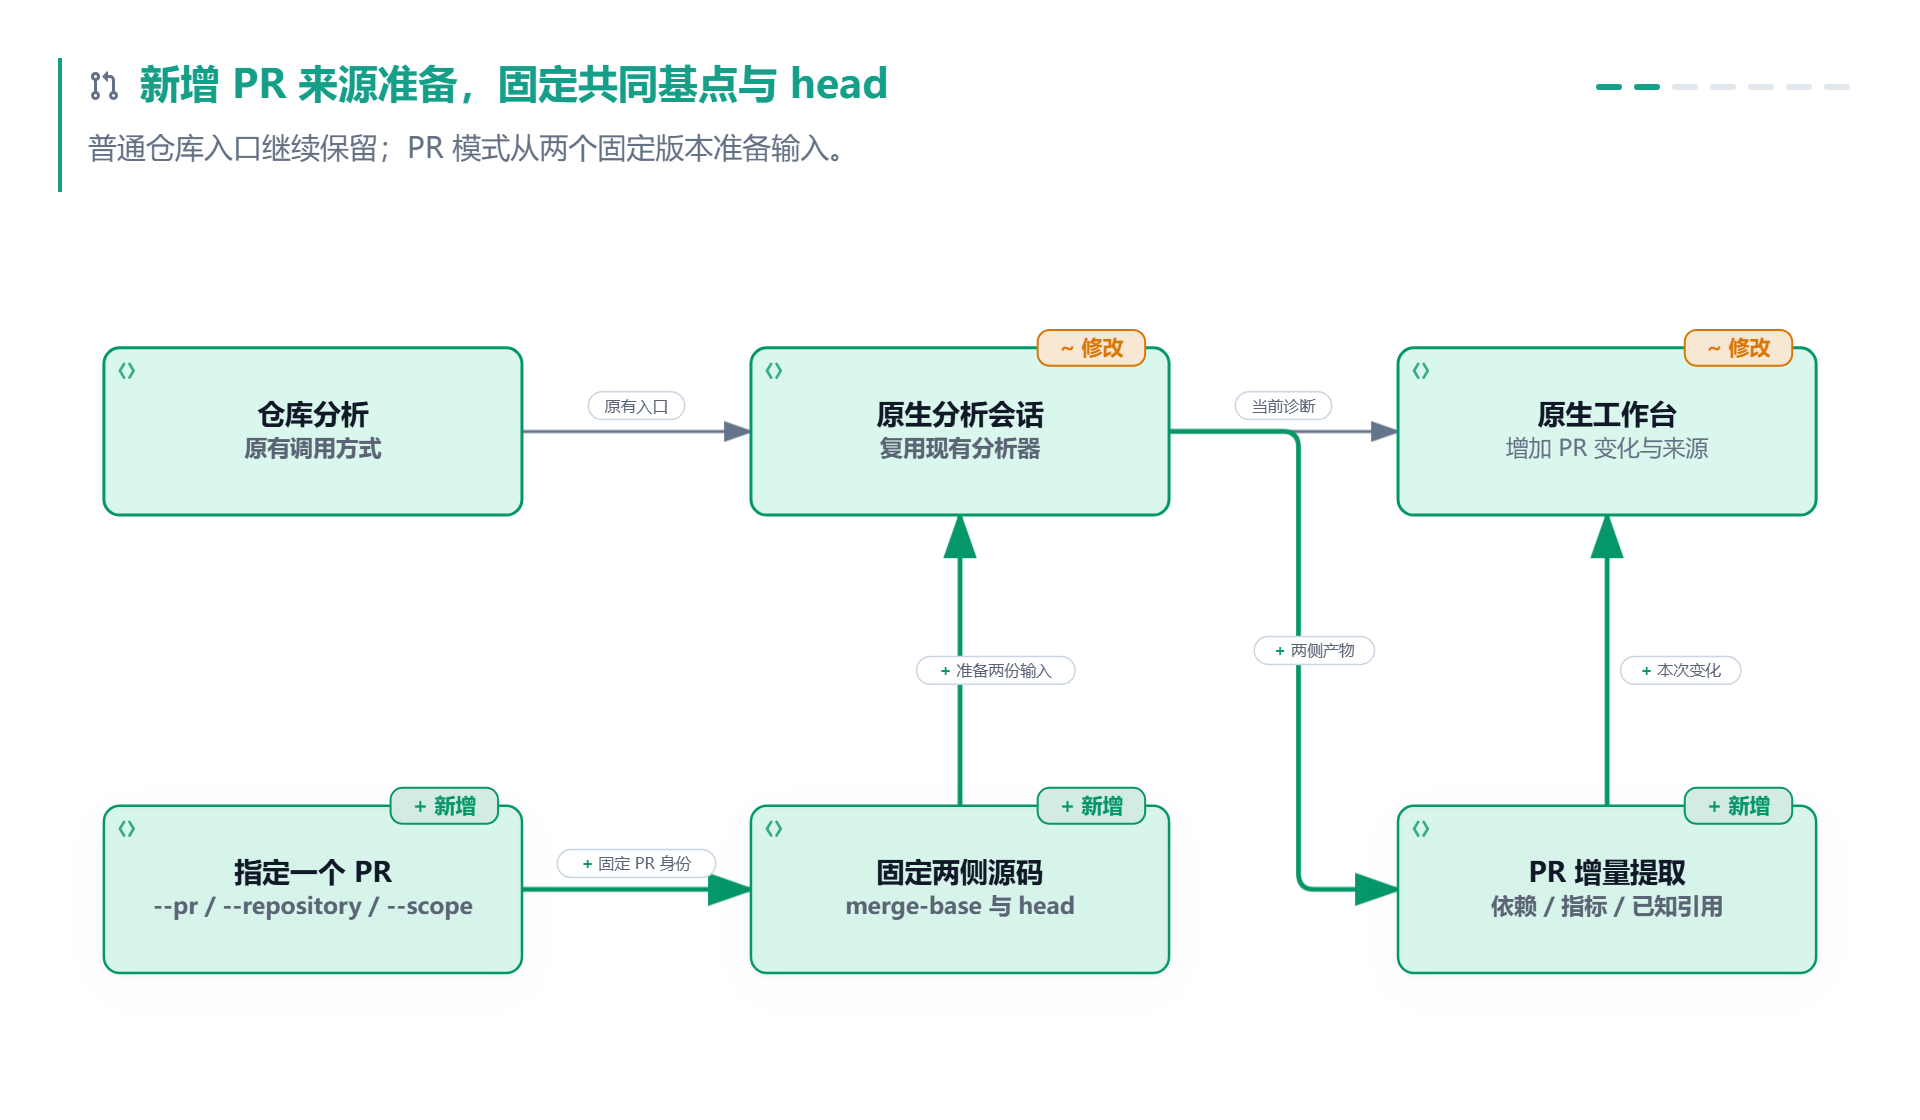 新增 PR 来源准备，固定共同基点与 head
普通仓库入口继续保留；PR 模式从两个固定版本准备输入。
仓库分析
原有调用方式
原有入口
~ 修改
原生分析会话
复用现有分析器
当前诊断
~ 修改
原生工作台
增加 PR 变化与来源
+ 准备两份输入
+ 两侧产物
+ 本次变化
+ 新增
指定一个 PR
--pr / --repository / --scope
+ 固定 PR 身份
+ 新增
固定两侧源码
merge-base 与 head
+ 新增
PR 增量提取
依赖 / 指标 / 已知引用